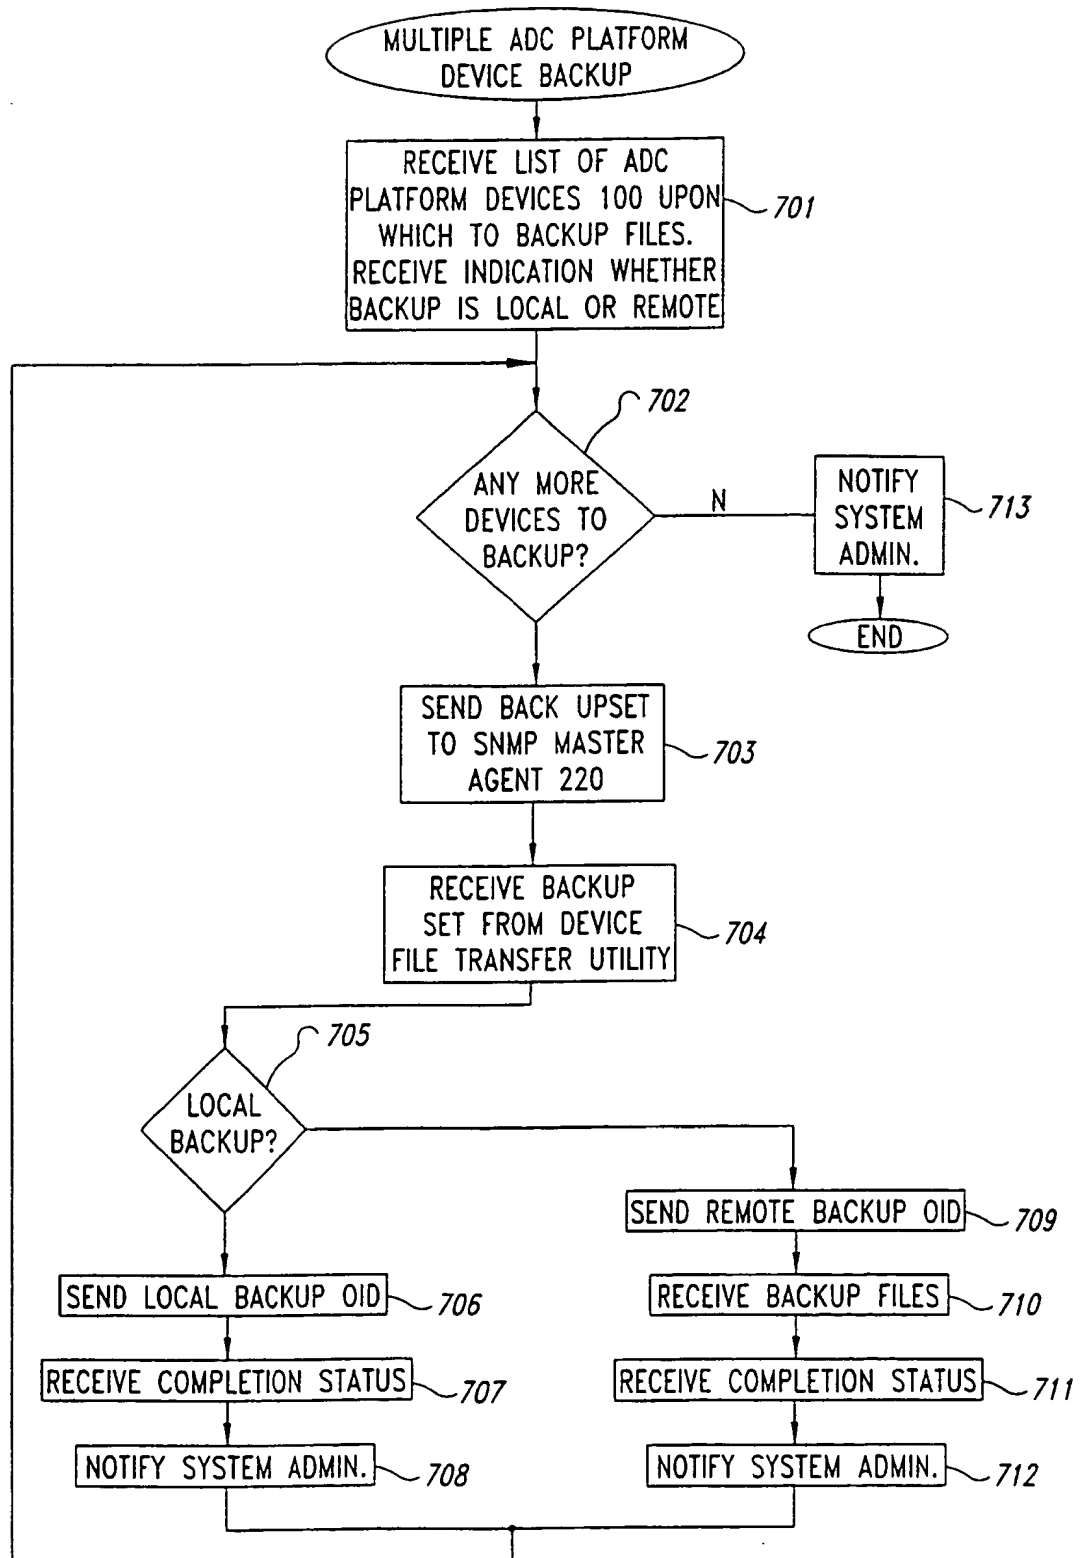 MULTIPLE ADC PLATFORM
DEVICE BACKUP
RECEIVE LIST OF ADC
PLATFORM DEVICES 100 UPON
WHICH TO BACKUP FILES.
RECEIVE INDICATION WHETHER
BACKUP IS LOCAL OR REMOTE
701
702
ANY MORE
DEVICES TO
BACKUP?
N
NOTIFY
SYSTEM
ADMIN.
713
END
SEND BACK UPSET
TO SNMP MASTER
AGENT 220
703
RECEIVE BACKUP
SET FROM DEVICE
FILE TRANSFER UTILITY
704
705
LOCAL
BACKUP?
SEND LOCAL BACKUP OID
706
RECEIVE COMPLETION STATUS
707
NOTIFY SYSTEM ADMIN.
708
SEND REMOTE BACKUP OID
709
RECEIVE BACKUP FILES
710
RECEIVE COMPLETION STATUS
711
NOTIFY SYSTEM ADMIN.
712